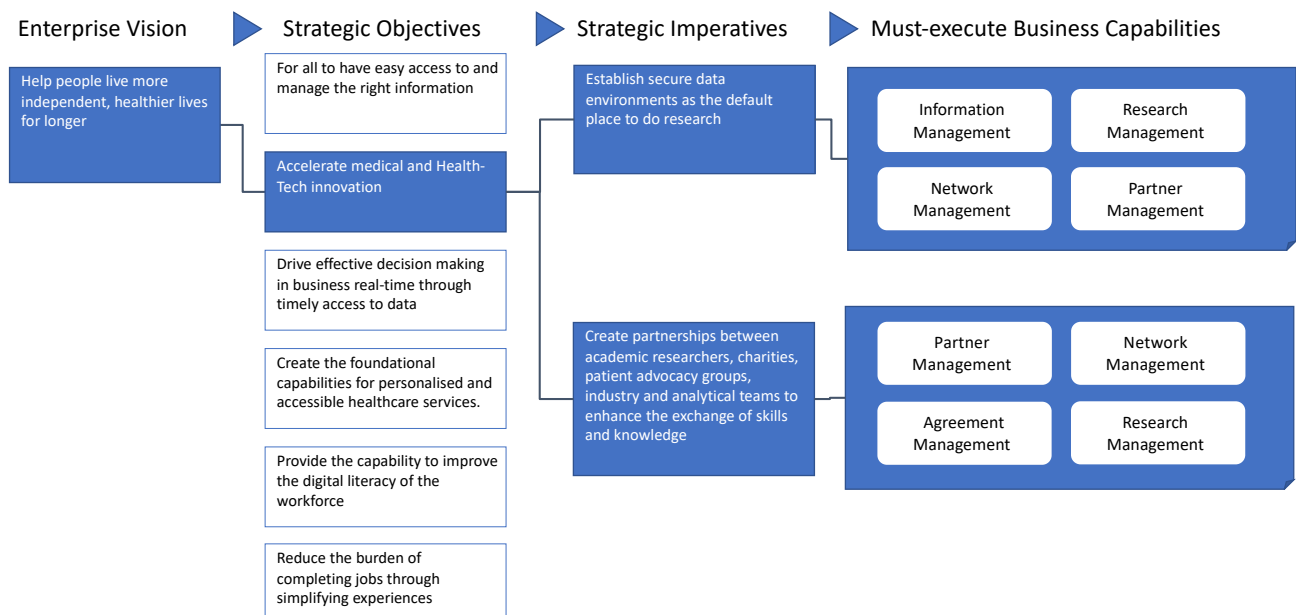 Enterprise Vision
Strategic Objectives
Strategic Imperatives
Must-execute Business Capabilities
Help people live more
independent, healthier lives
for longer
For all to have easy access to and
manage the right information
Accelerate medical and Health-
Tech innovation
Drive effective decision making
in business real-time through
timely access to data
Create the foundational
capabilities for personalised and
accessible healthcare services.
Provide the capability to improve
the digital literacy of the
workforce
Reduce the burden of
completing jobs through
simplifying experiences
Establish secure data
environments as the default
place to do research
Create partnerships between
academic researchers, charities,
patient advocacy groups,
industry and analytical teams to
enhance the exchange of skills
and knowledge
Information
Management
Research
Management
Network
Management
Partner
Management
Partner
Management
Network
Management
Agreement
Management
Research
Management